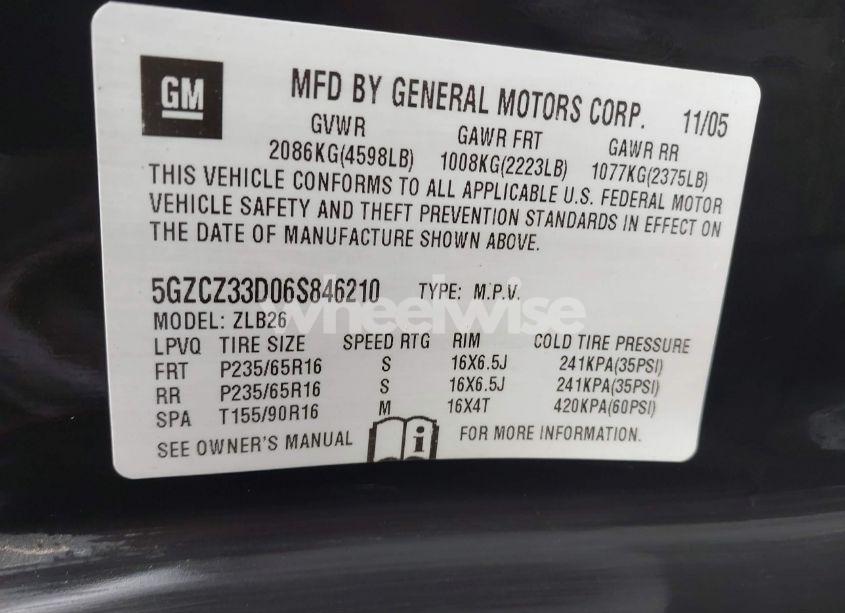 GM
MFD BY GENERAL MOTORS CORP. 11/05
GVWR GAWR FRT GAWR RR
2086KG(4598LB) 1008KG(2223LB) 1077KG(2375LB)
THIS VEHICLE CONFORMS TO ALL APPLICABLE U.S. FEDERAL MOTOR
VEHICLE SAFETY AND THEFT PREVENTION STANDARDS IN EFFECT ON
THE DATE OF MANUFACTURE SHOWN ABOVE.
5GZCZ33D06S846210 TYPE: M.P.V.
wheelwise
MODEL: ZLB26
LPVQ TIRE SIZE SPEED RTG RIM COLD TIRE PRESSURE
FRT P235/65R16 S 16X6.5J 241KPA(35PSI)
RR P235/65R16 S 16X6.5J 241KPA(35PSI)
SPA T155/90R16 M 16X4T 420KPA(60PSI)
SEE OWNER'S MANUAL i FOR MORE INFORMATION.